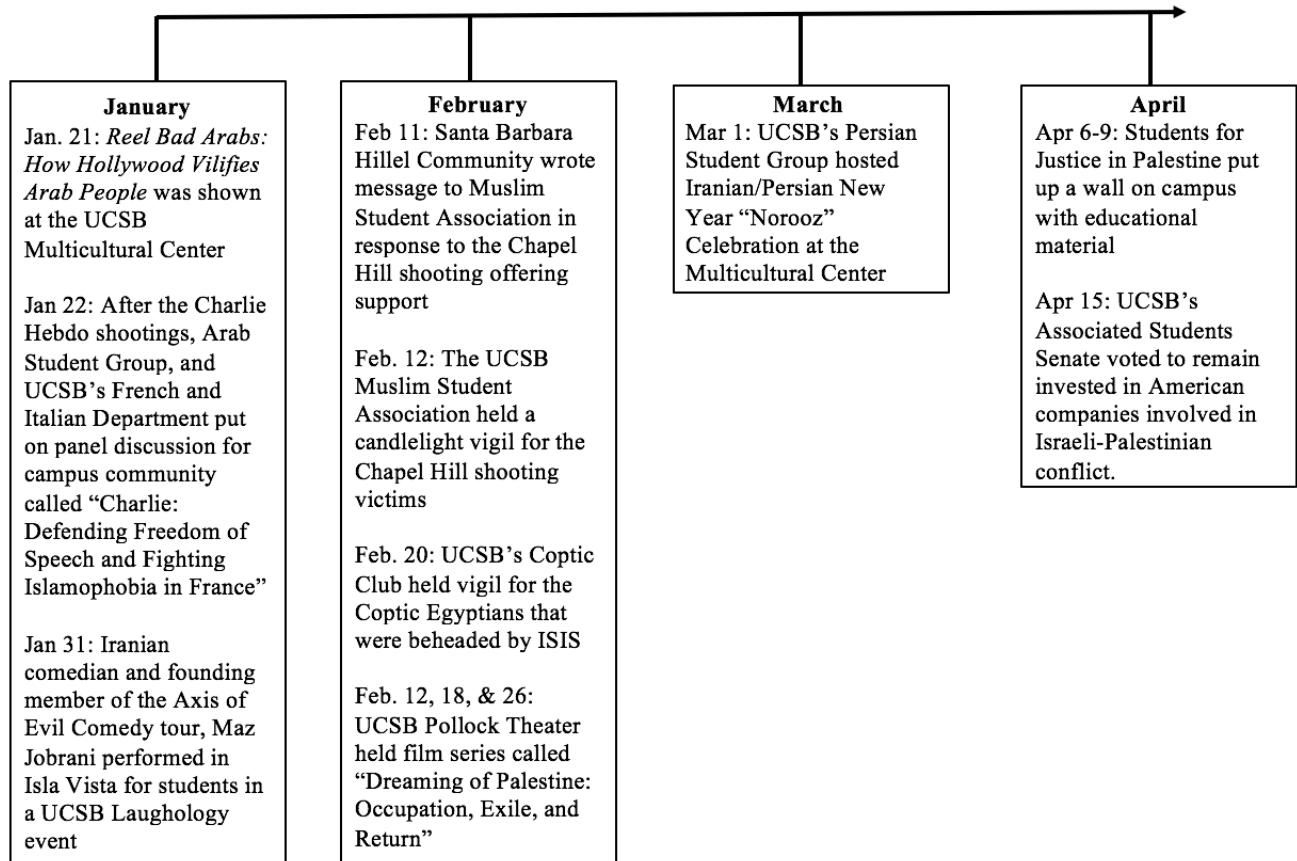 January
Jan. 21: Reel Bad Arabs:
How Hollywood Vilifies
Arab People was shown
at the UCSB
Multicultural Center
Jan 22: After the Charlie
Hebdo shootings, Arab
Student Group, and
UCSB’s French and
Italian Department put
on panel discussion for
campus community
called “Charlie:
Defending Freedom of
Speech and Fighting
Islamophobia in France”
Jan 31: Iranian
comedian and founding
member of the Axis of
Evil Comedy tour, Maz
Jobrani performed in
Isla Vista for students in
a UCSB Laughology
event
February
Feb 11: Santa Barbara
Hillel Community wrote
message to Muslim
Student Association in
response to the Chapel
Hill shooting offering
support
Feb. 12: The UCSB
Muslim Student
Association held a
candlelight vigil for the
Chapel Hill shooting
victims
Feb. 20: UCSB’s Coptic
Club held vigil for the
Coptic Egyptians that
were beheaded by ISIS
Feb. 12, 18, & 26:
UCSB Pollock Theater
held film series called
“Dreaming of Palestine:
Occupation, Exile, and
Return”
March
Mar 1: UCSB’s Persian
Student Group hosted
Iranian/Persian New
Year “Norooz”
Celebration at the
Multicultural Center
April
Apr 6-9: Students for
Justice in Palestine put
up a wall on campus
with educational
material
Apr 15: UCSB’s
Associated Students
Senate voted to remain
invested in American
companies involved in
Israeli-Palestinian
conflict.